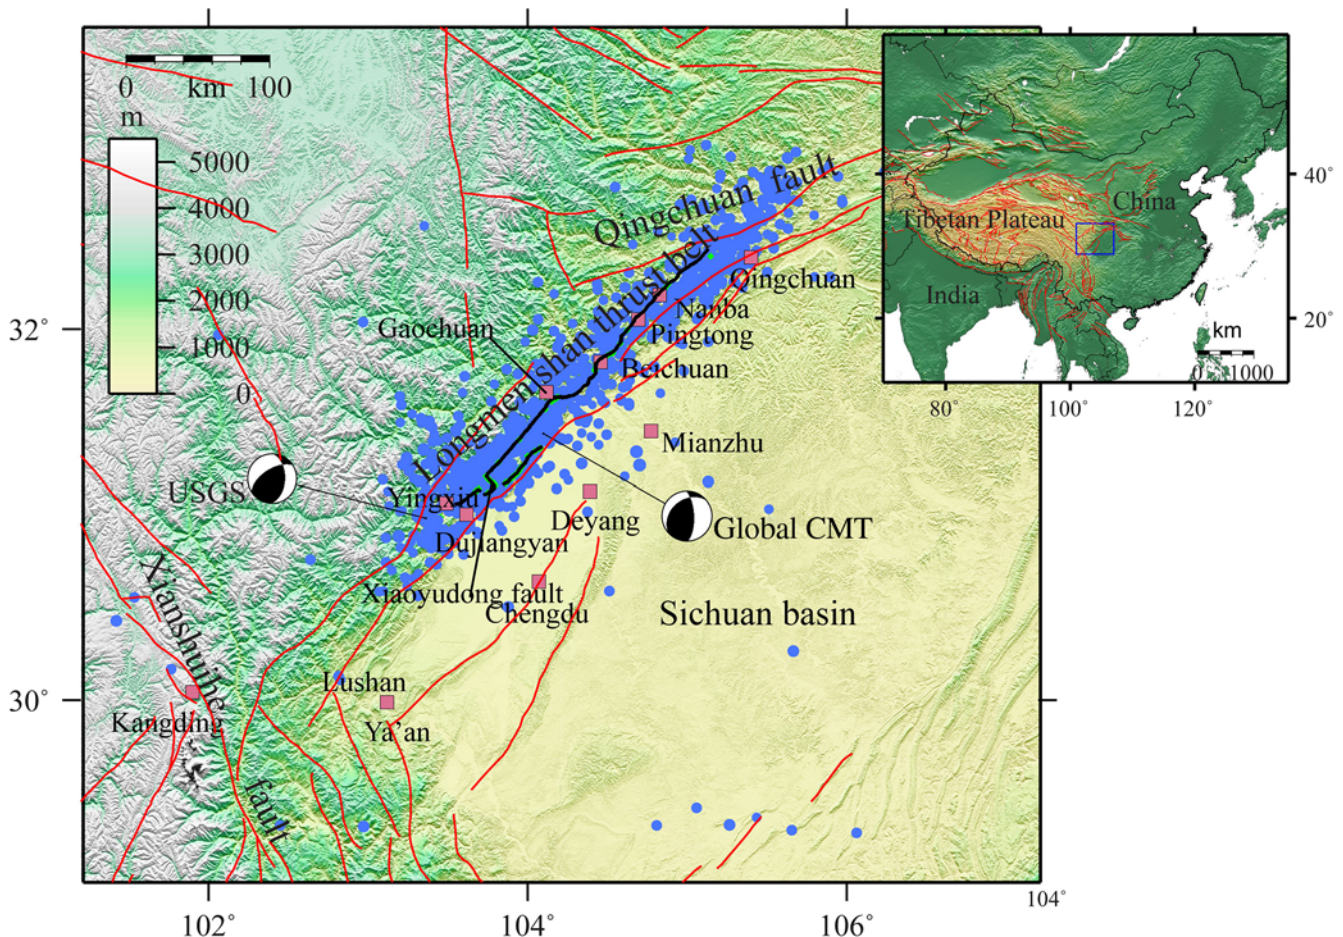 0 km 100
m
5000
4000
3000
2000
1000
0
Qingchuan fault
Longmenshan thrust belt
Qingchuan
Nanba
Pingtong
Gaochuan
Beichuan
Mianzhu
USGS
Yingxiu
Deyang
Global CMT
Dujiangyan
Xiaoyudong fault
Chengdu
Sichuan basin
Xianshuihe
fault
Lushan
Kangding
Ya'an
32°
30°
102°
104°
106°
104°
China
Tibetan Plateau
India
km
0 1000
40°
20°
80°
100°
120°